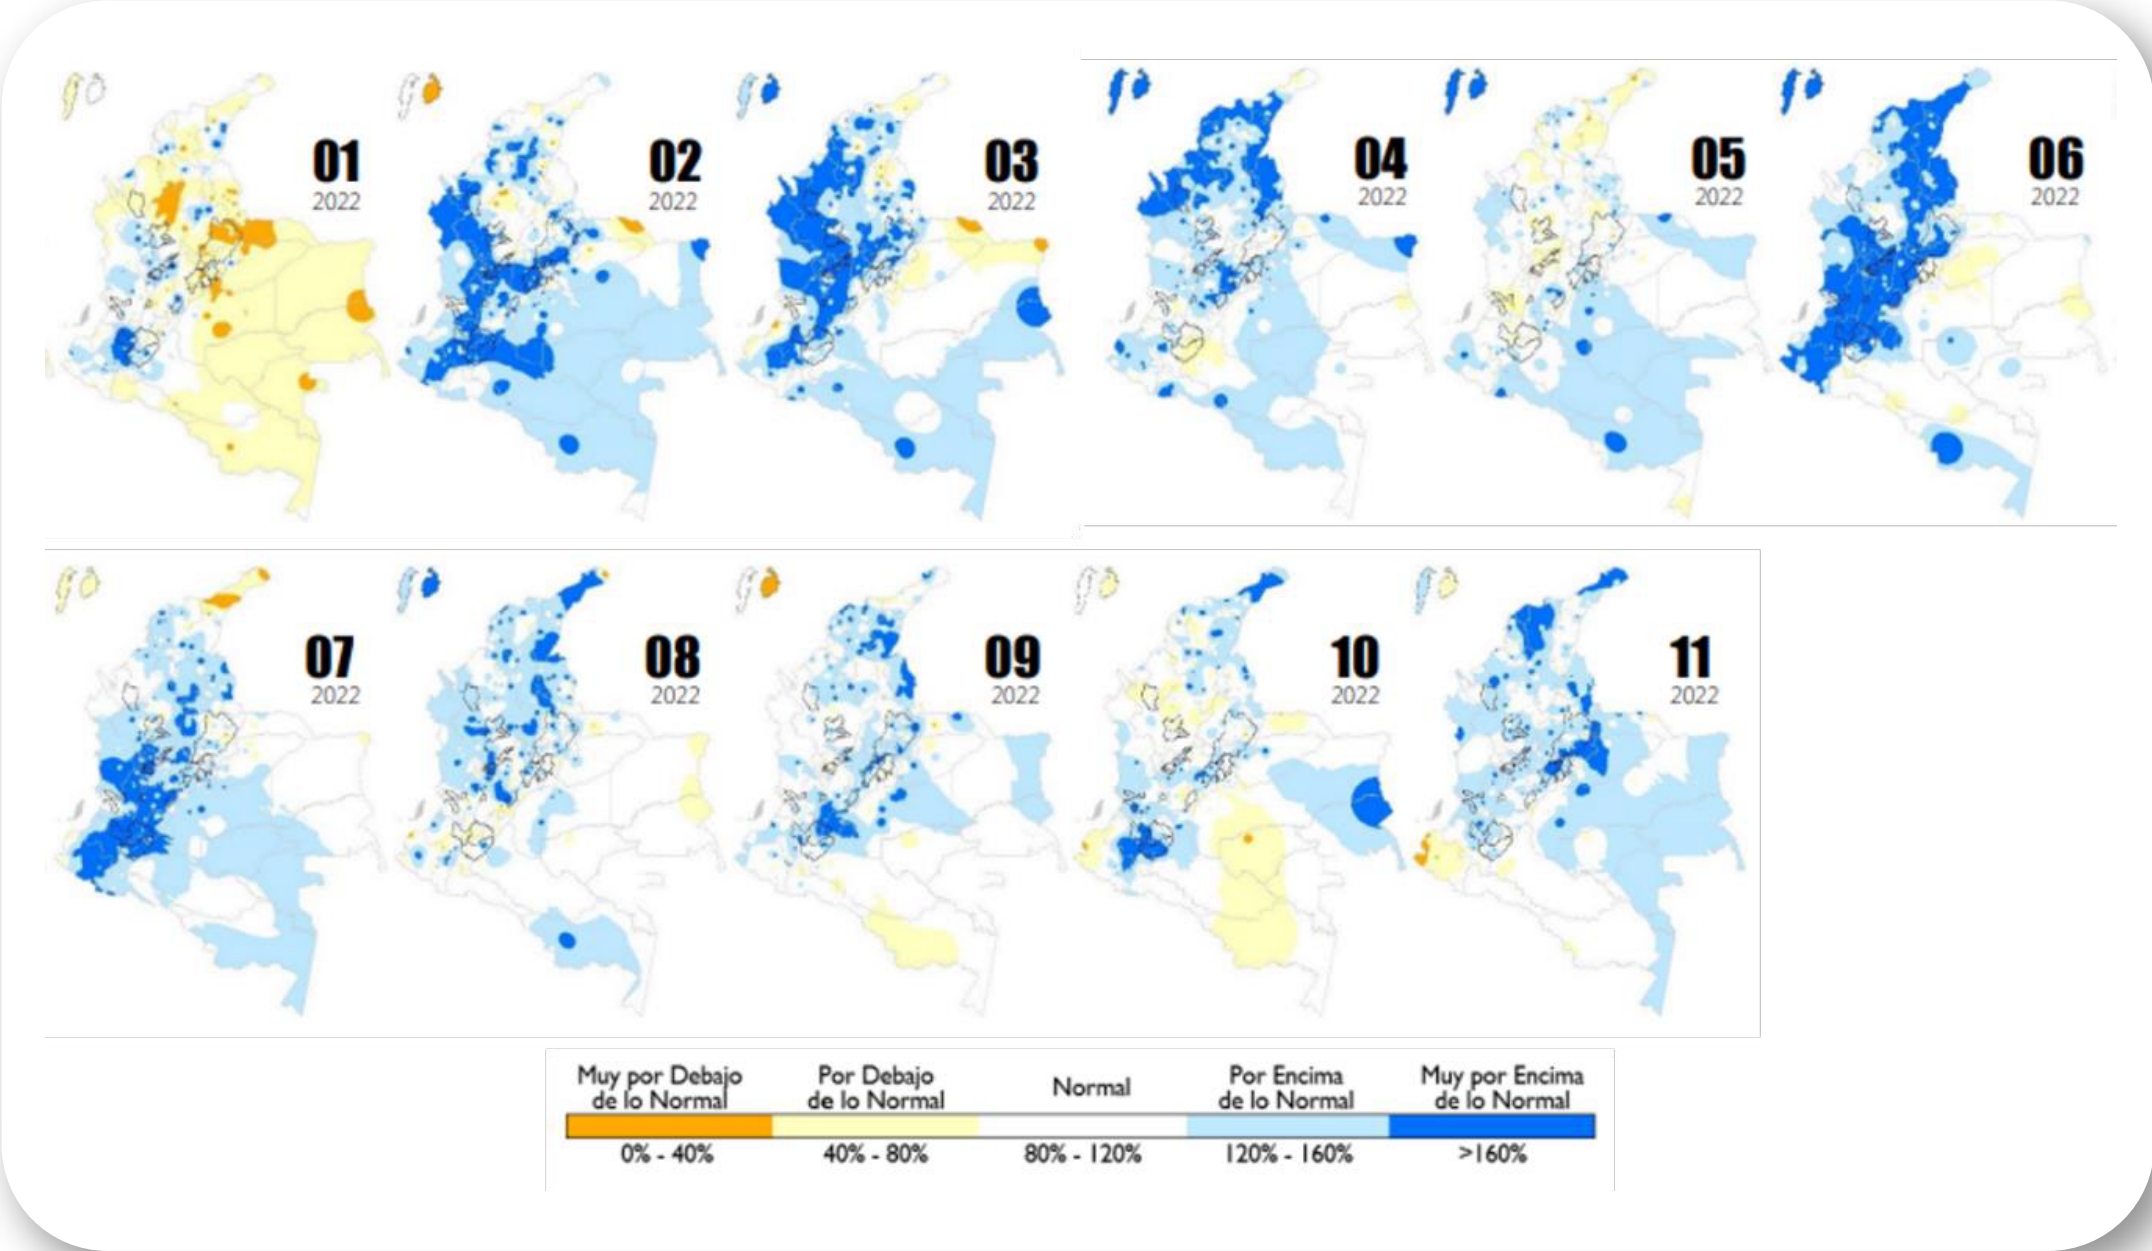 01
2022
02
2022
03
2022
04
2022
05
2022
06
2022
07
2022
08
2022
09
2022
10
2022
11
2022
Muy por Debajo
de lo Normal
Por Debajo
de lo Normal
Normal
Por Encima
de lo Normal
Muy por Encima
de lo Normal
0% - 40%
40% - 80%
80% - 120%
120% - 160%
>160%